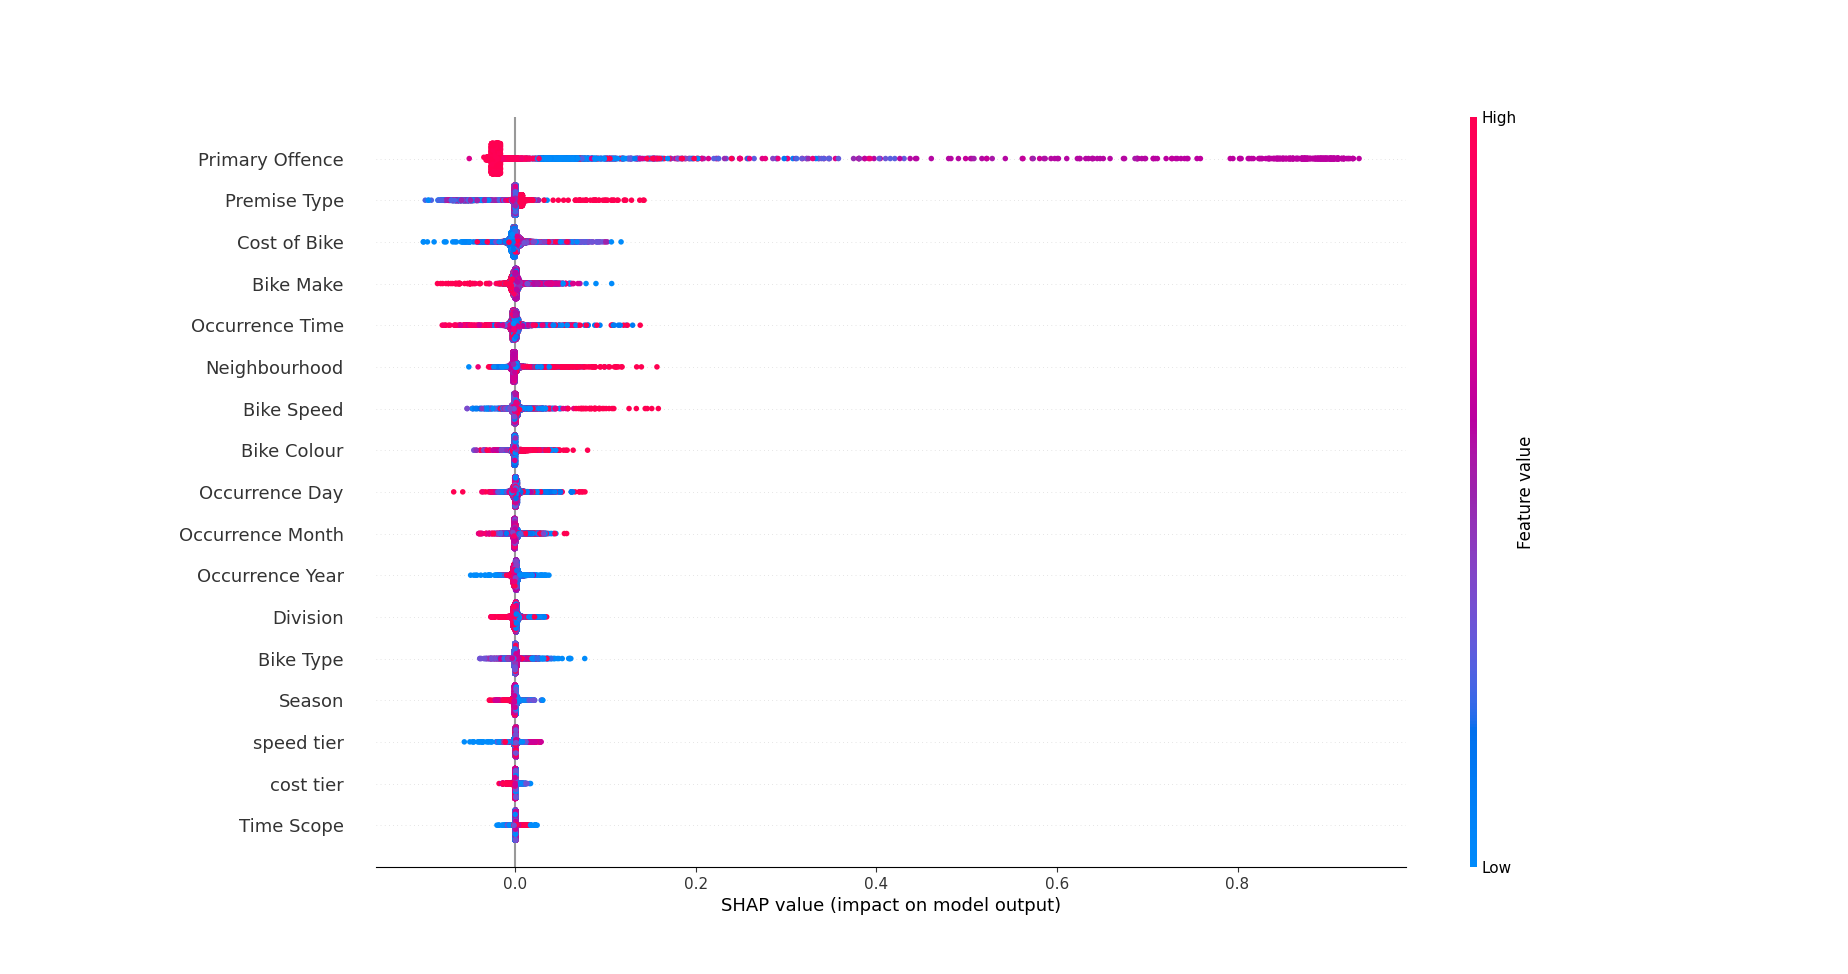 High
Primary Offence
Premise Type
Cost of Bike
Bike Make
Occurrence Time
Neighbourhood
Bike Speed
Bike Colour
Occurrence Day
Occurrence Month
Occurrence Year
Division
Bike Type
Season
speed tier
cost tier
Time Scope
Feature value
Low
0.0 0.2 0.4 0.6 0.8
SHAP value (impact on model output)